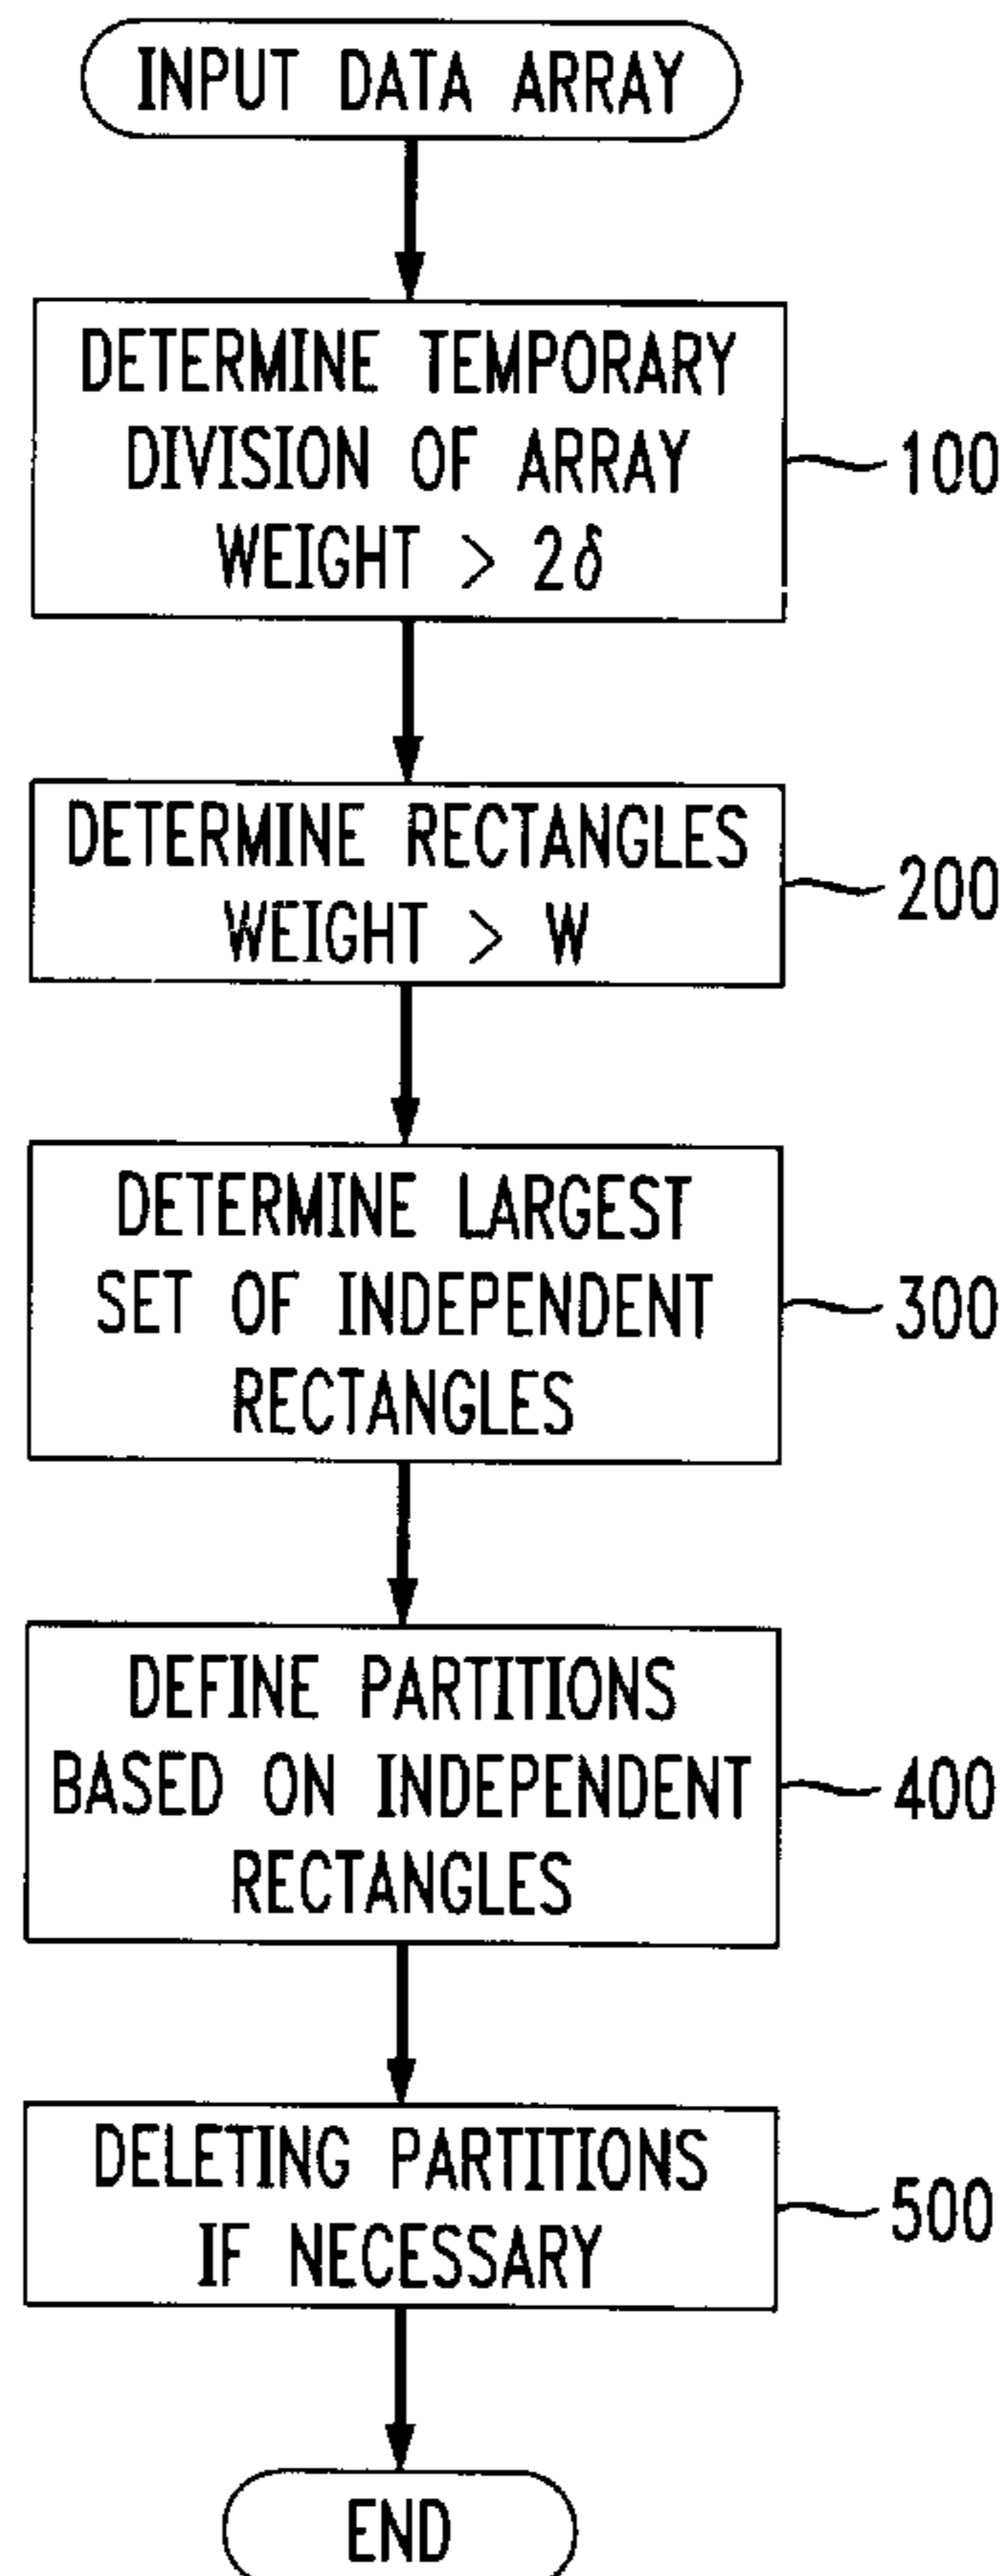 INPUT DATA ARRAY
DETERMINE TEMPORARY
DIVISION OF ARRAY
WEIGHT > 2δ
100
DETERMINE RECTANGLES
WEIGHT > W
200
DETERMINE LARGEST
SET OF INDEPENDENT
RECTANGLES
300
DEFINE PARTITIONS
BASED ON INDEPENDENT
RECTANGLES
400
DELETING PARTITIONS
IF NECESSARY
500
END